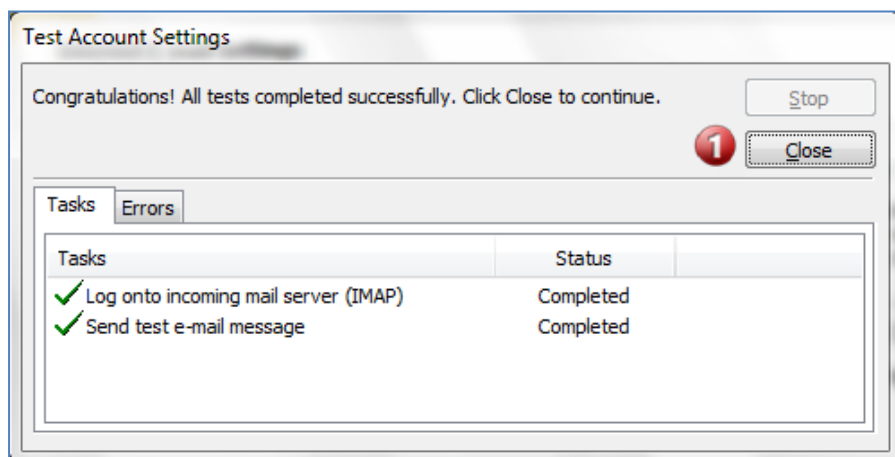 Test Account Settings
Congratulations! All tests completed successfully. Click Close to continue.
Stop
1
Close
Tasks
Errors
Tasks Status
Log onto incoming mail server (IMAP) Completed
Send test e-mail message Completed